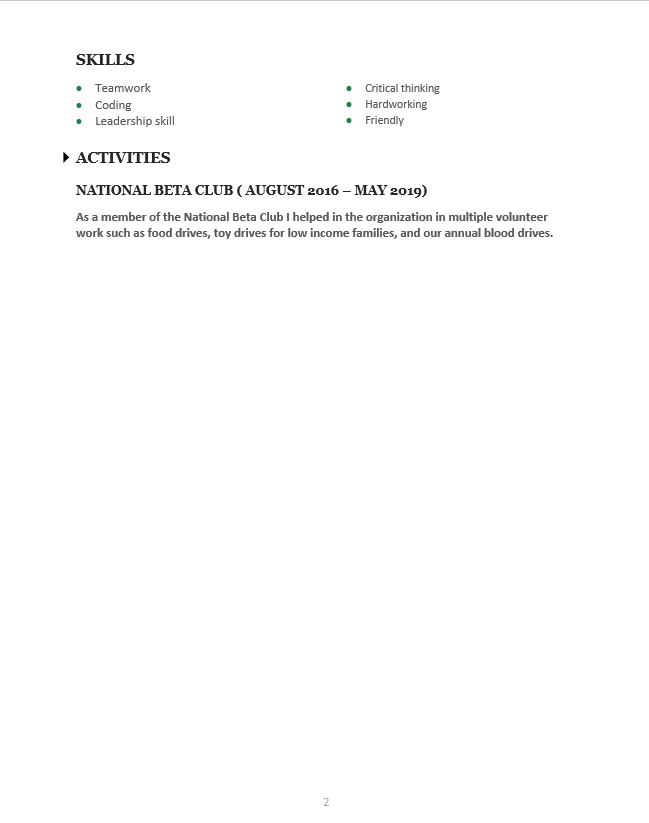 SKILLS
Teamwork
Coding
Leadership skill
Critical thinking
Hardworking
Friendly
ACTIVITIES
NATIONAL BETA CLUB ( AUGUST 2016 – MAY 2019)
As a member of the National Beta Club I helped in the organization in multiple volunteer
work such as food drives, toy drives for low income families, and our annual blood drives.
2